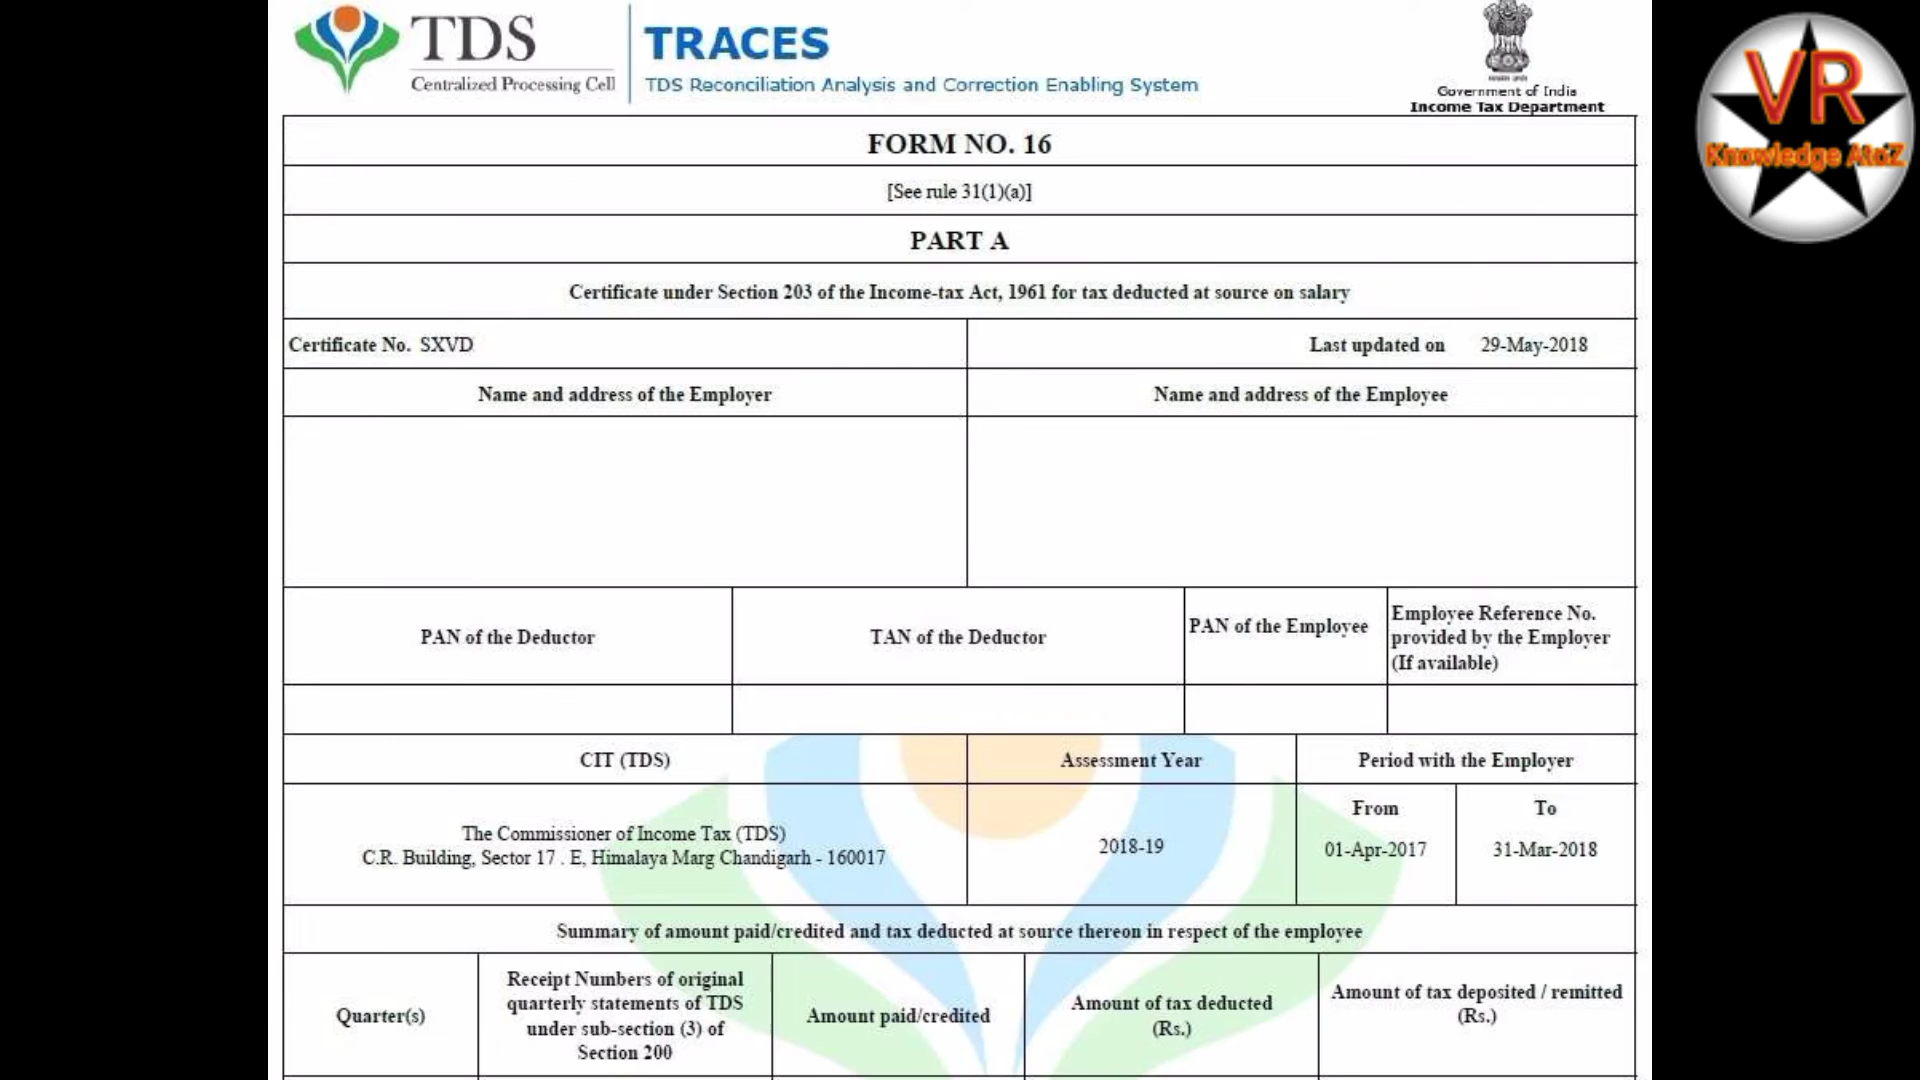 TDS
Centralized Processing Cell
TRACES
TDS Reconciliation Analysis and Correction Enabling System
Government of India
Income Tax Department
VR
Knowledge AtoZ
FORM NO. 16
[See rule 31(1)(a)]
PART A
Certificate under Section 203 of the Income-tax Act, 1961 for tax deducted at source on salary
Certificate No. SXVD
Last updated on 29-May-2018
Name and address of the Employer
Name and address of the Employee
PAN of the Deductor
TAN of the Deductor
PAN of the Employee
Employee Reference No.
provided by the Employer
(If available)
CIT (TDS)
Assessment Year
Period with the Employer
The Commissioner of Income Tax (TDS)
C.R. Building, Sector 17 . E, Himalaya Marg Chandigarh - 160017
2018-19
From
To
01-Apr-2017
31-Mar-2018
Summary of amount paid/credited and tax deducted at source thereon in respect of the employee
Quarter(s)
Receipt Numbers of original
quarterly statements of TDS
under sub-section (3) of
Section 200
Amount paid/credited
Amount of tax deducted
(Rs.)
Amount of tax deposited / remitted
(Rs.)